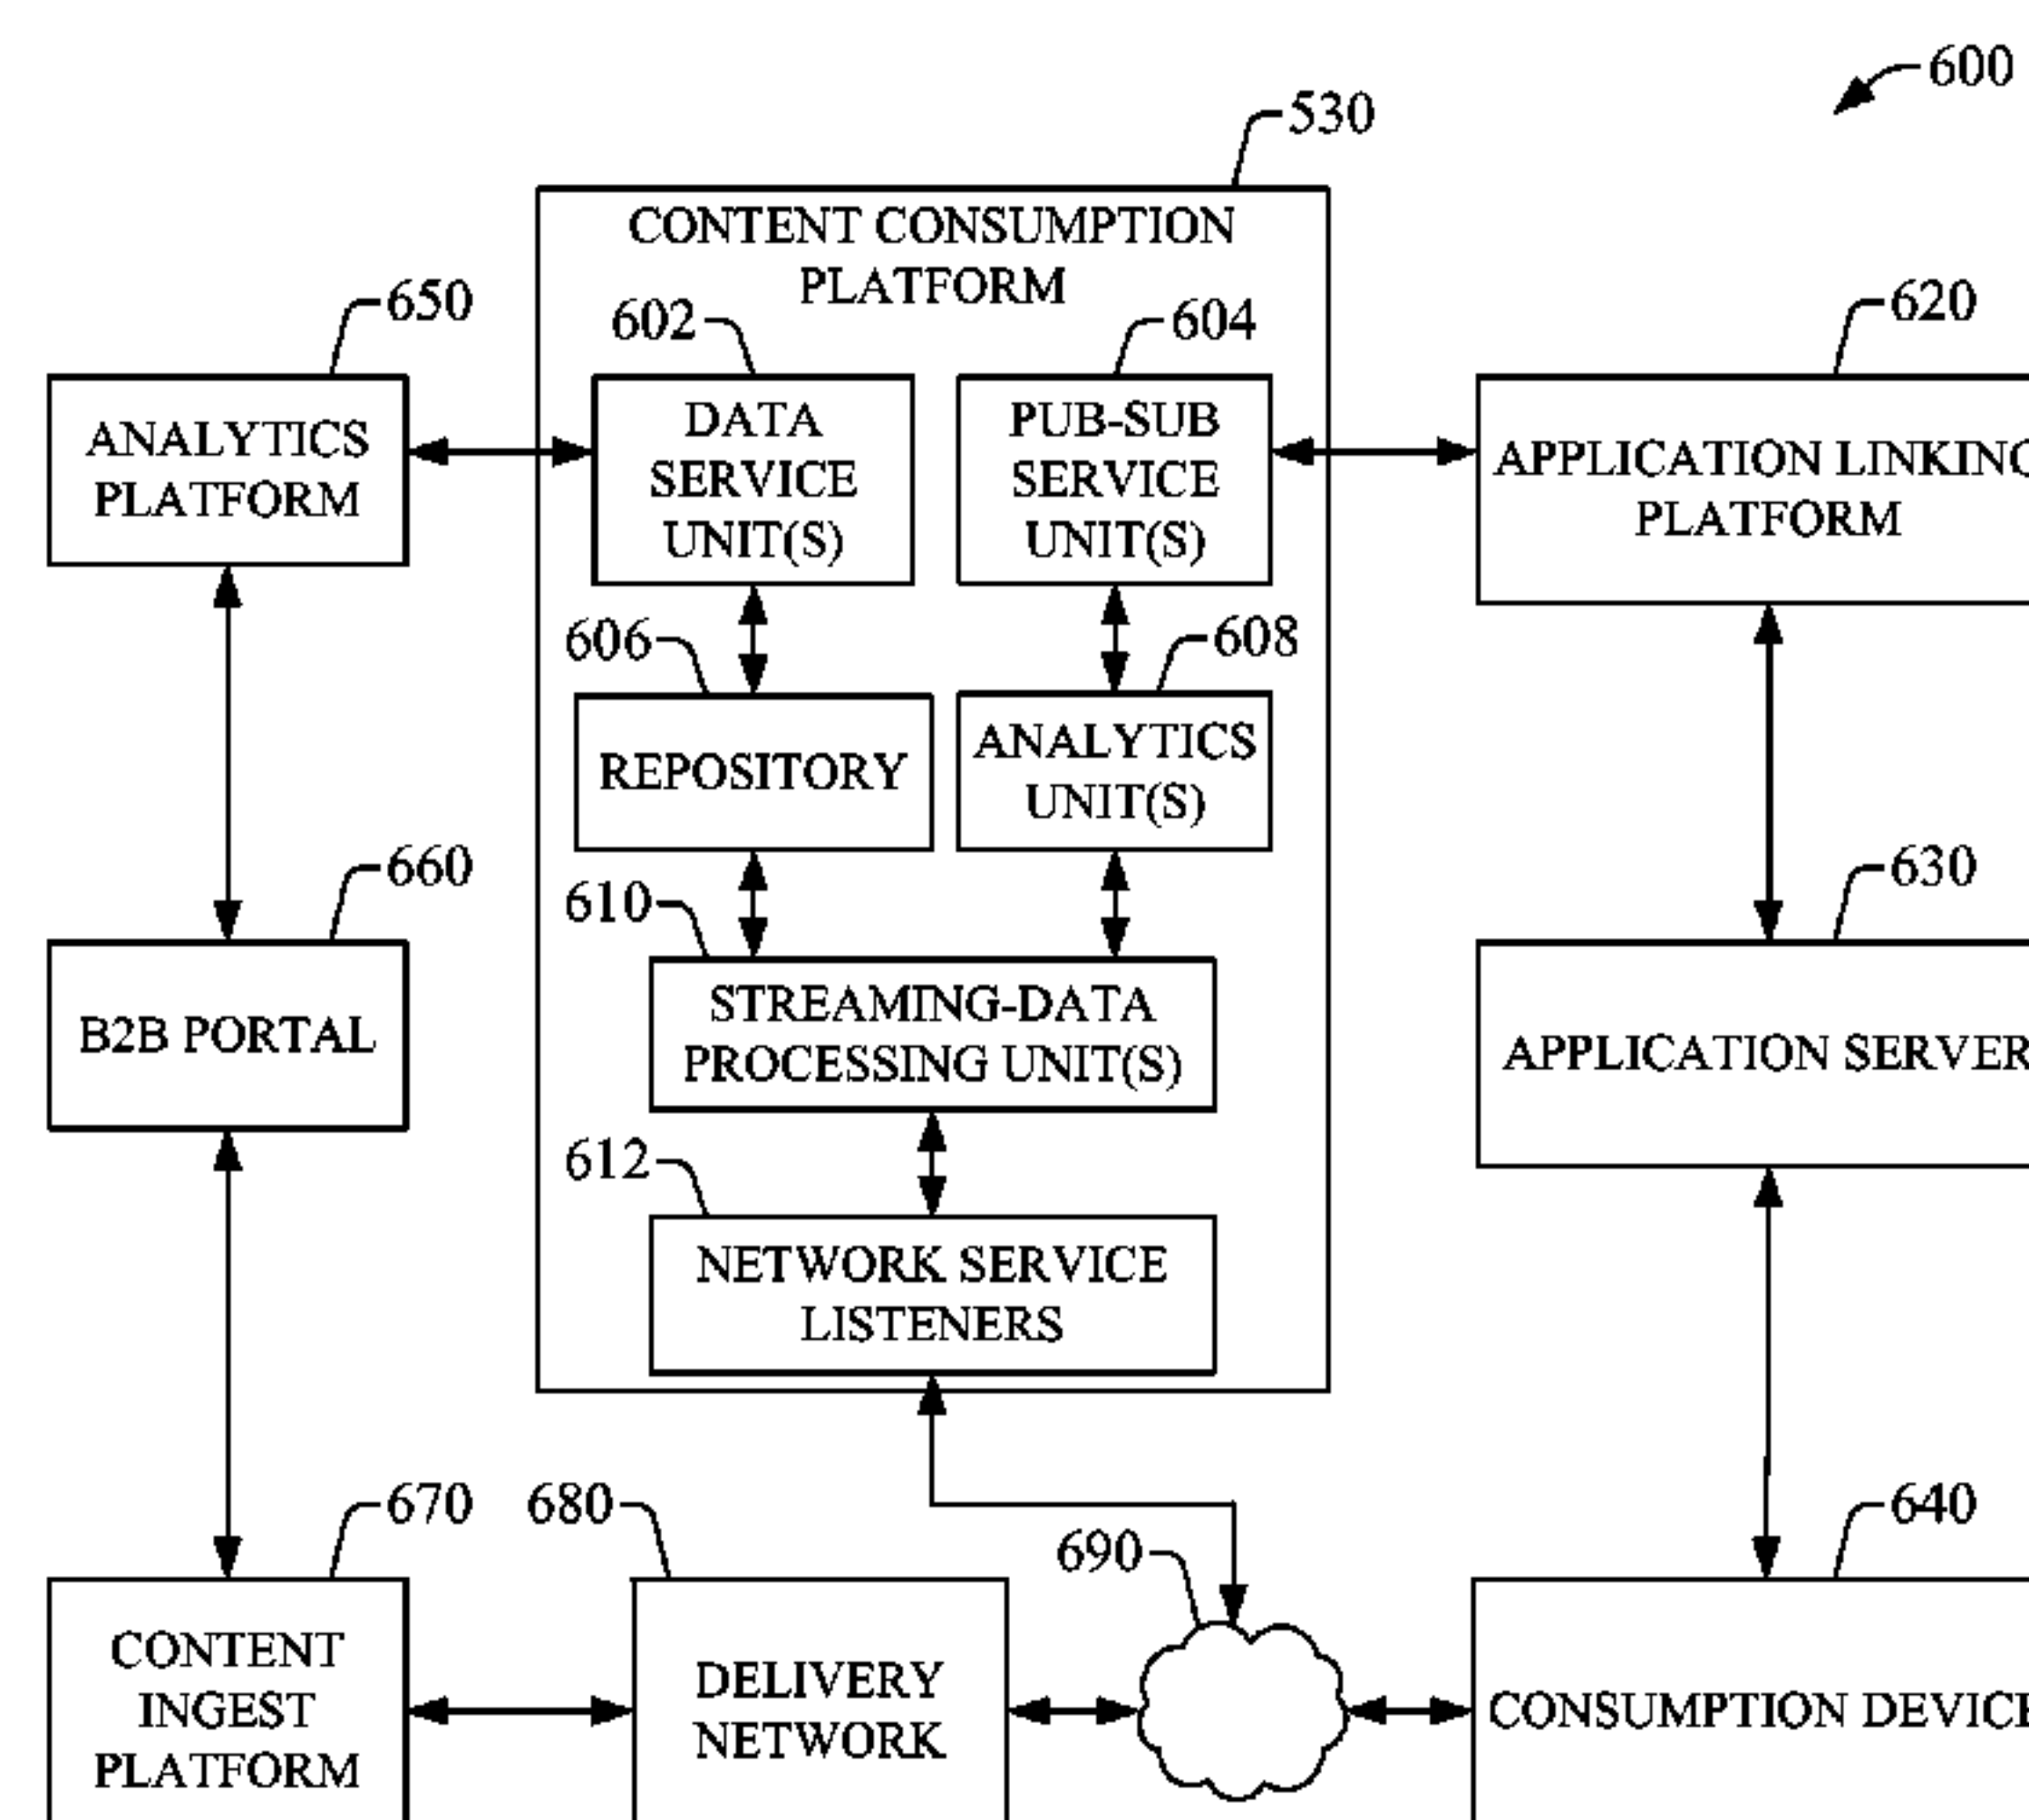 600
530
CONTENT CONSUMPTION
PLATFORM
650
602
604
620
ANALYTICS
PLATFORM
DATA
SERVICE
UNIT(S)
PUB-SUB
SERVICE
UNIT(S)
APPLICATION LINKING
PLATFORM
606
608
REPOSITORY
ANALYTICS
UNIT(S)
660
610
630
B2B PORTAL
STREAMING-DATA
PROCESSING UNIT(S)
APPLICATION SERVER
612
NETWORK SERVICE
LISTENERS
670
680
690
640
CONTENT
INGEST
PLATFORM
DELIVERY
NETWORK
CONSUMPTION DEVICE